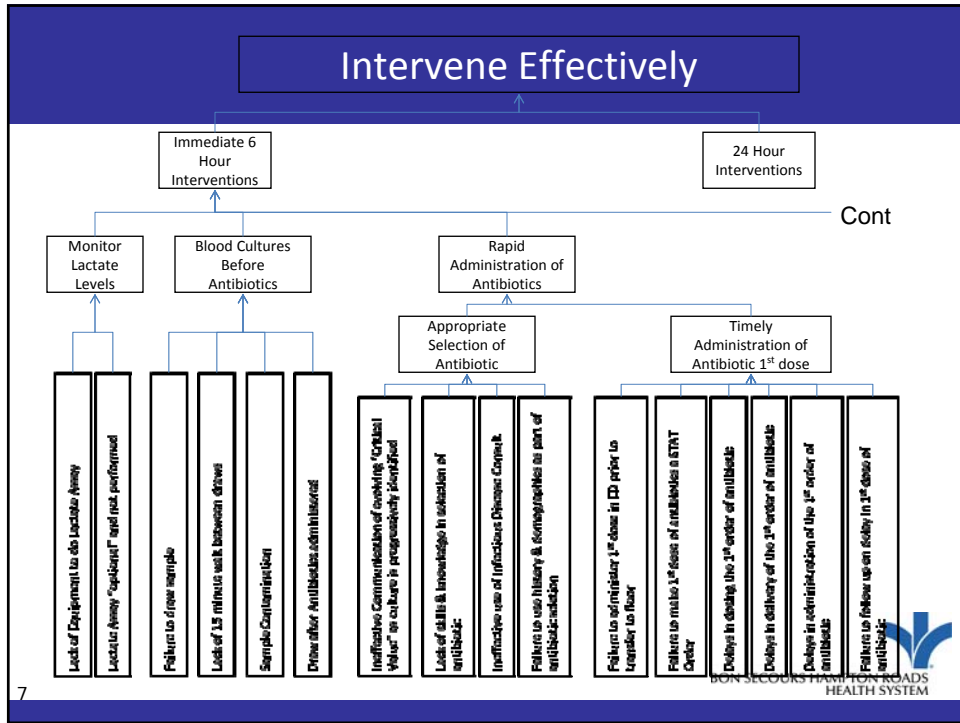 Intervene Effectively
Immediate 6
Hour
Interventions
24 Hour
Interventions
Cont
Monitor
Lactate
Levels
Blood Cultures
Before
Antibiotics
Rapid
Administration of
Antibiotics
Appropriate
Selection of
Antibiotic
Timely
Administration of
Antibiotic 1st dose
Lack of Equipment to do Lactate Assay
Lactate Assay "optional" and not performed
Failure to draw sample
Lack of 15 minute wait between draws
Sample Contamination
Draw after Antibiotics administered
Ineffective Communication of evolving "Critical
Value" as culture is progressively identified
Lack of skills & knowledge in selection of
antibiotic
Ineffective use of Infectious Disease Consult
Failure to use history & demographics as part of
antibiotic selection
Failure to administer 1st dose in ED prior to
transfer to floor
Failure to make 1st dose of antibiotics a STAT
Order
Delays in dosing the 1st order of antibiotic
Delays in delivery of the 1st order of antibiotic
Delays in administration of the 1st order of
antibiotic
Failure to follow up on delay in 1st dose of
antibiotic
BON SECOURS HAMPTON ROADS
HEALTH SYSTEM
7